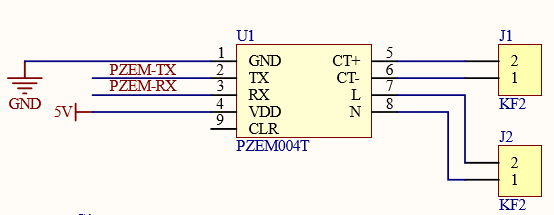 U1
J1
1 GND CT+ 5 2
PZEM-TX 2 TX CT- 6 1
PZEM-RX 3 RX L 7
GND KF2
5V 4 VDD N 8
9 CLR
J2
PZEM004T
2
1
KF2